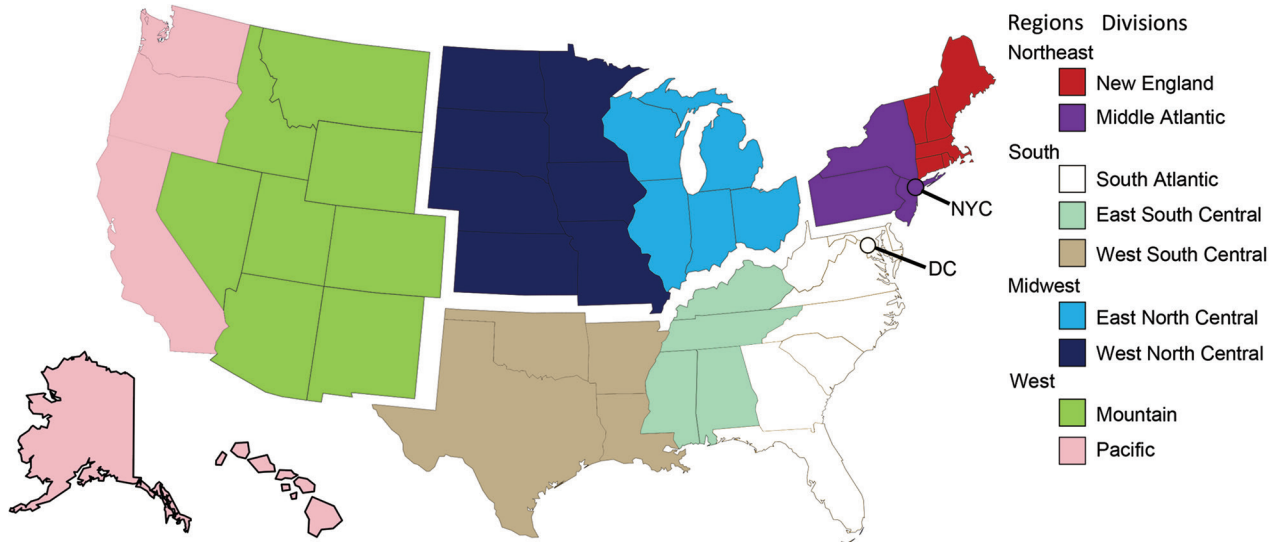 Regions Divisions
Northeast
New England
Middle Atlantic
South
South Atlantic
East South Central
West South Central
Midwest
East North Central
West North Central
West
Mountain
Pacific
NYC
DC